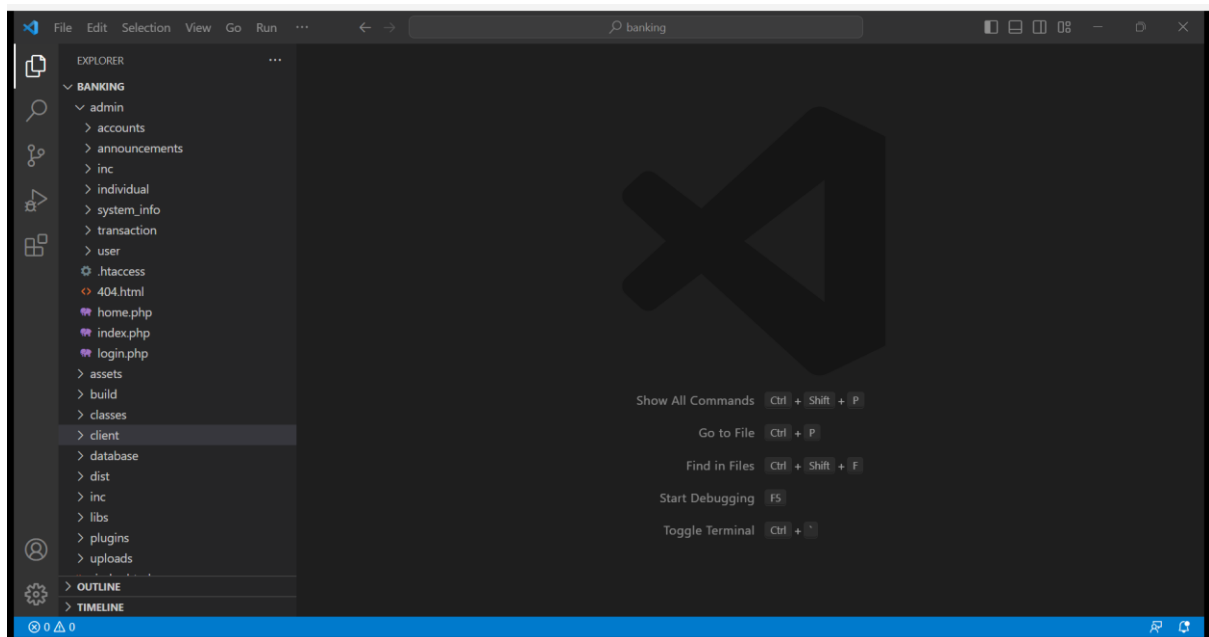 File Edit Selection View Go Run ··· banking
EXPLORER ···
BANKING
admin
accounts
announcements
inc
individual
system_info
transaction
user
.htaccess
404.html
home.php
index.php
login.php
assets
build
classes
client
database
dist
inc
libs
plugins
uploads
OUTLINE
TIMELINE
Show All Commands Ctrl + Shift + P
Go to File Ctrl + P
Find in Files Ctrl + Shift + F
Start Debugging F5
Toggle Terminal Ctrl + `
0 0